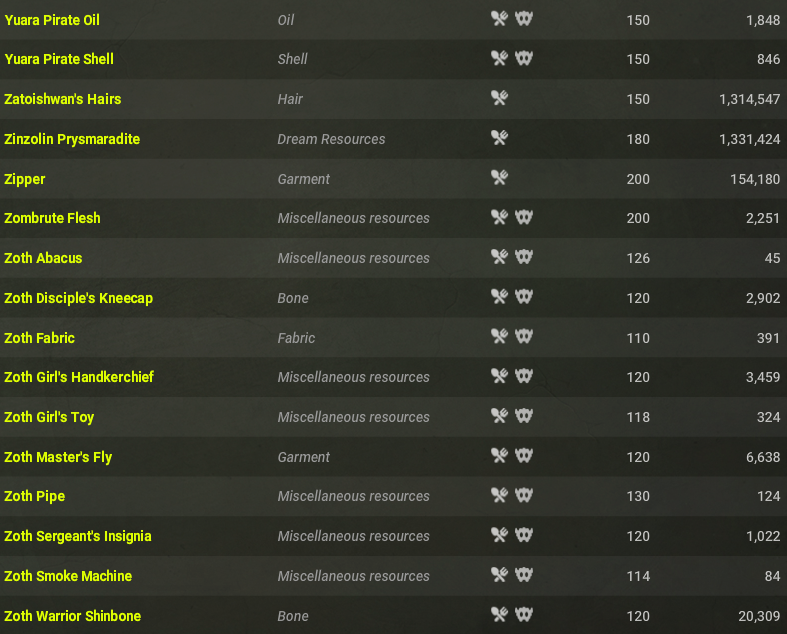 Yuara Pirate Oil Oil 150 1,848
Yuara Pirate Shell Shell 150 846
Zatoishwan's Hairs Hair 150 1,314,547
Zinzolin Prysmaradite Dream Resources 180 1,331,424
Zipper Garment 200 154,180
Zombrute Flesh Miscellaneous resources 200 2,251
Zoth Abacus Miscellaneous resources 126 45
Zoth Disciple's Kneecap Bone 120 2,902
Zoth Fabric Fabric 110 391
Zoth Girl's Handkerchief Miscellaneous resources 120 3,459
Zoth Girl's Toy Miscellaneous resources 118 324
Zoth Master's Fly Garment 120 6,638
Zoth Pipe Miscellaneous resources 130 124
Zoth Sergeant's Insignia Miscellaneous resources 120 1,022
Zoth Smoke Machine Miscellaneous resources 114 84
Zoth Warrior Shinbone Bone 120 20,309